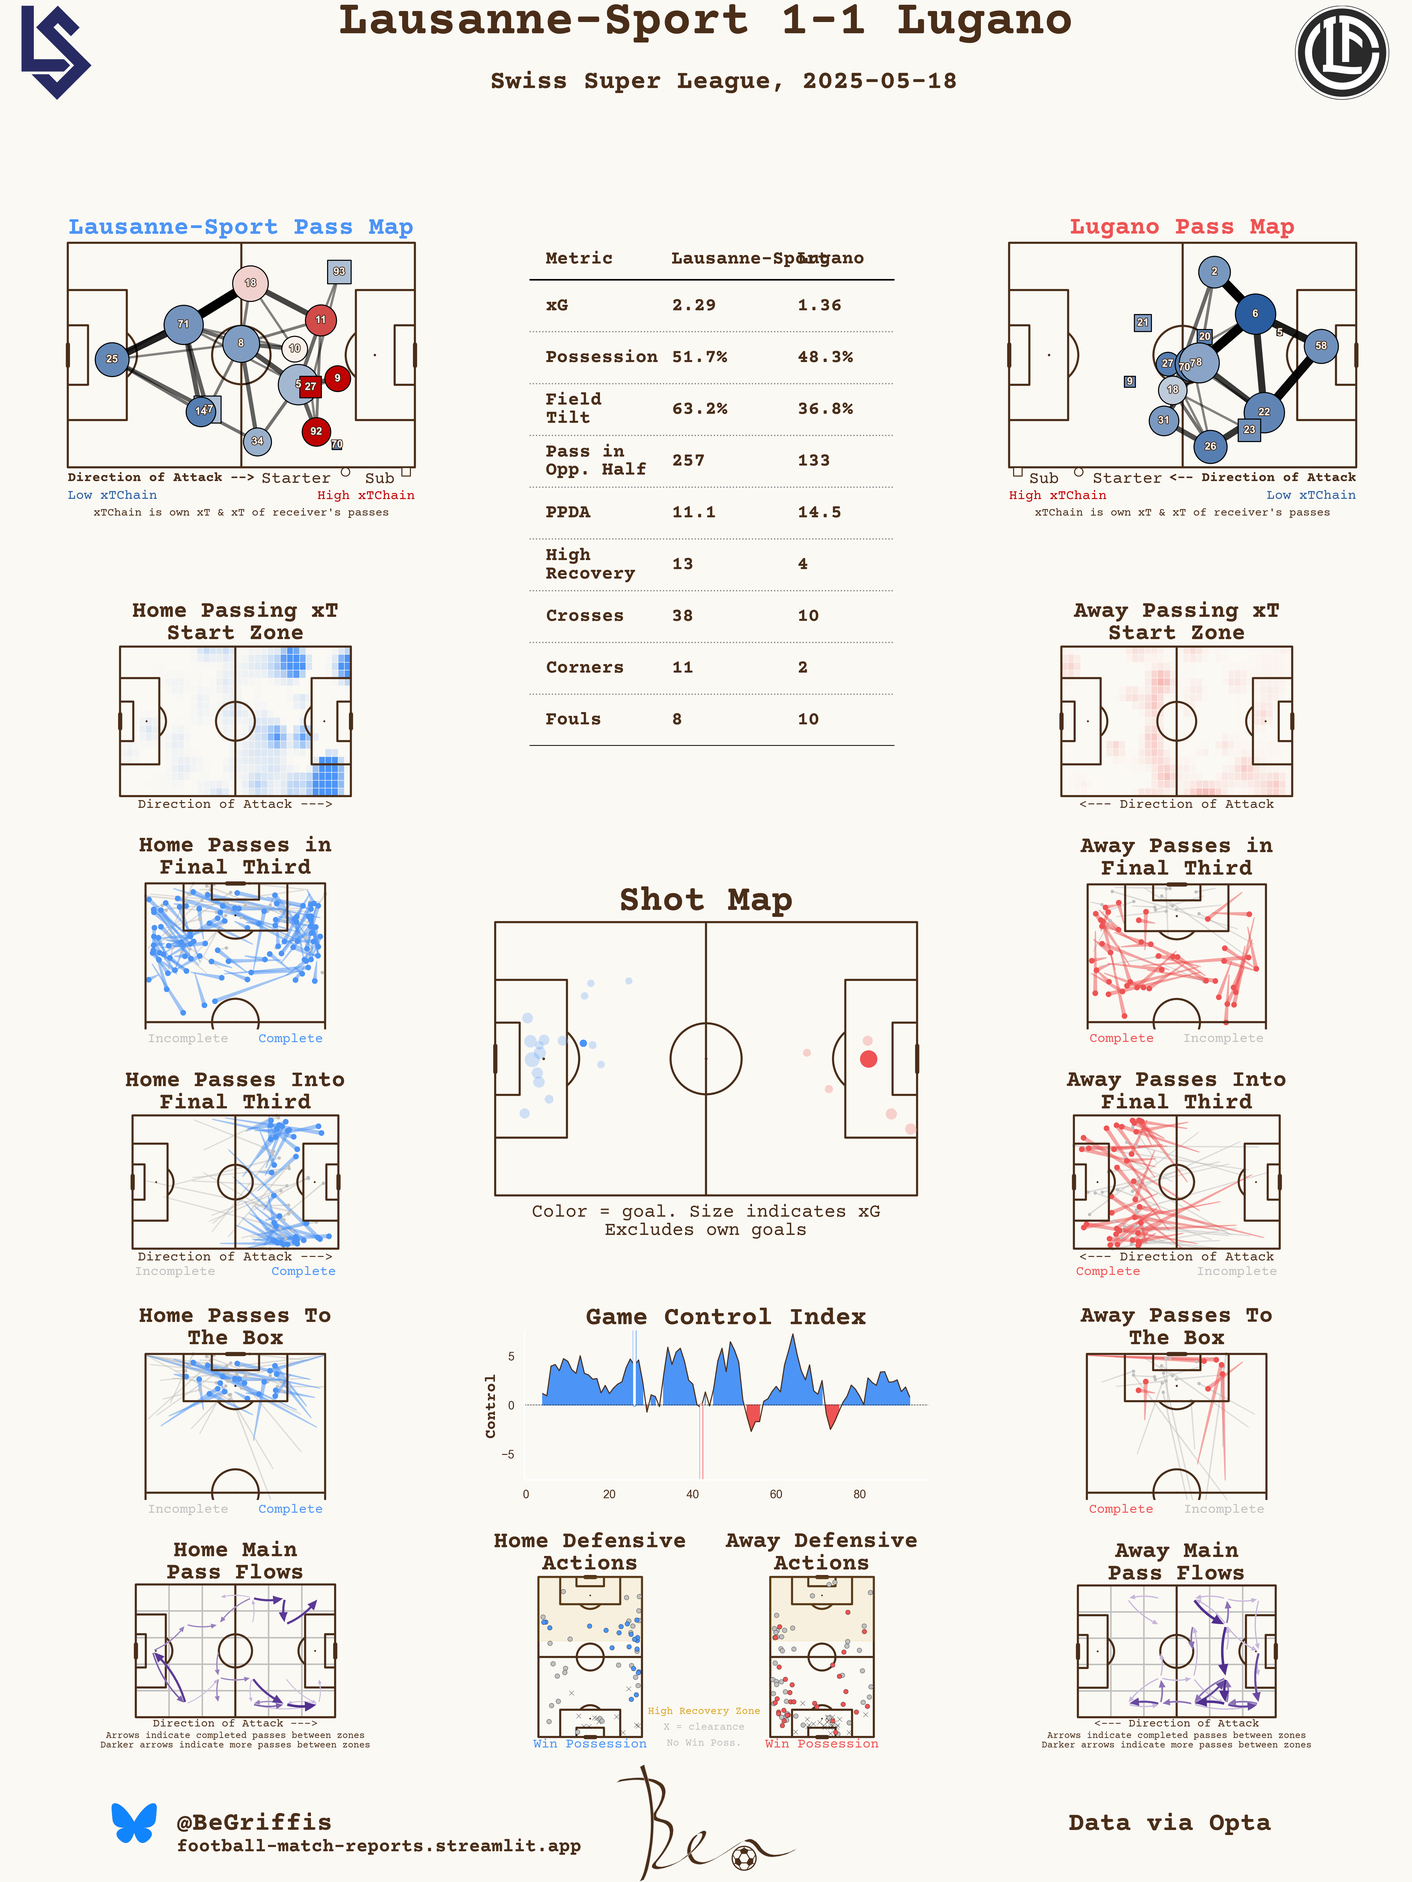 Lausanne-Sport 1-1 Lugano
Swiss Super League, 2025-05-18
Lausanne-Sport Pass Map
18
93
71
11
8
10
25
5
27
9
14
92
34
70
Direction of Attack --> Starter Sub
Low xTChain High xTChain
xTChain is own xT & xT of receiver's passes
Metric Lausanne-Sport Lugano
xG 2.29 1.36
Possession 51.7% 48.3%
Field
Tilt 63.2% 36.8%
Pass in
Opp. Half 257 133
PPDA 11.1 14.5
High
Recovery 13 4
Crosses 38 10
Corners 11 2
Fouls 8 10
Lugano Pass Map
2
6
21
5
20
58
27
70
78
9
18
31
22
23
26
Sub Starter <-- Direction of Attack
High xTChain Low xTChain
xTChain is own xT & xT of receiver's passes
Home Passing xT
Start Zone
Direction of Attack --->
Away Passing xT
Start Zone
<--- Direction of Attack
Home Passes in
Final Third
Incomplete Complete
Away Passes in
Final Third
Complete Incomplete
Shot Map
Color = goal. Size indicates xG
Excludes own goals
Home Passes Into
Final Third
Direction of Attack --->
Incomplete Complete
Away Passes Into
Final Third
<--- Direction of Attack
Complete Incomplete
Home Passes To
The Box
Incomplete Complete
Game Control Index
Control
5
0
−5
0 20 40 60 80
Away Passes To
The Box
Complete Incomplete
Home Main
Pass Flows
Direction of Attack --->
Arrows indicate completed passes between zones
Darker arrows indicate more passes between zones
Home Defensive
Actions
Win Possession
High Recovery Zone
X = clearance
No Win Poss.
Away Defensive
Actions
Win Possession
Away Main
Pass Flows
<--- Direction of Attack
Arrows indicate completed passes between zones
Darker arrows indicate more passes between zones
@BeGriffis
football-match-reports.streamlit.app
Ben
Data via Opta